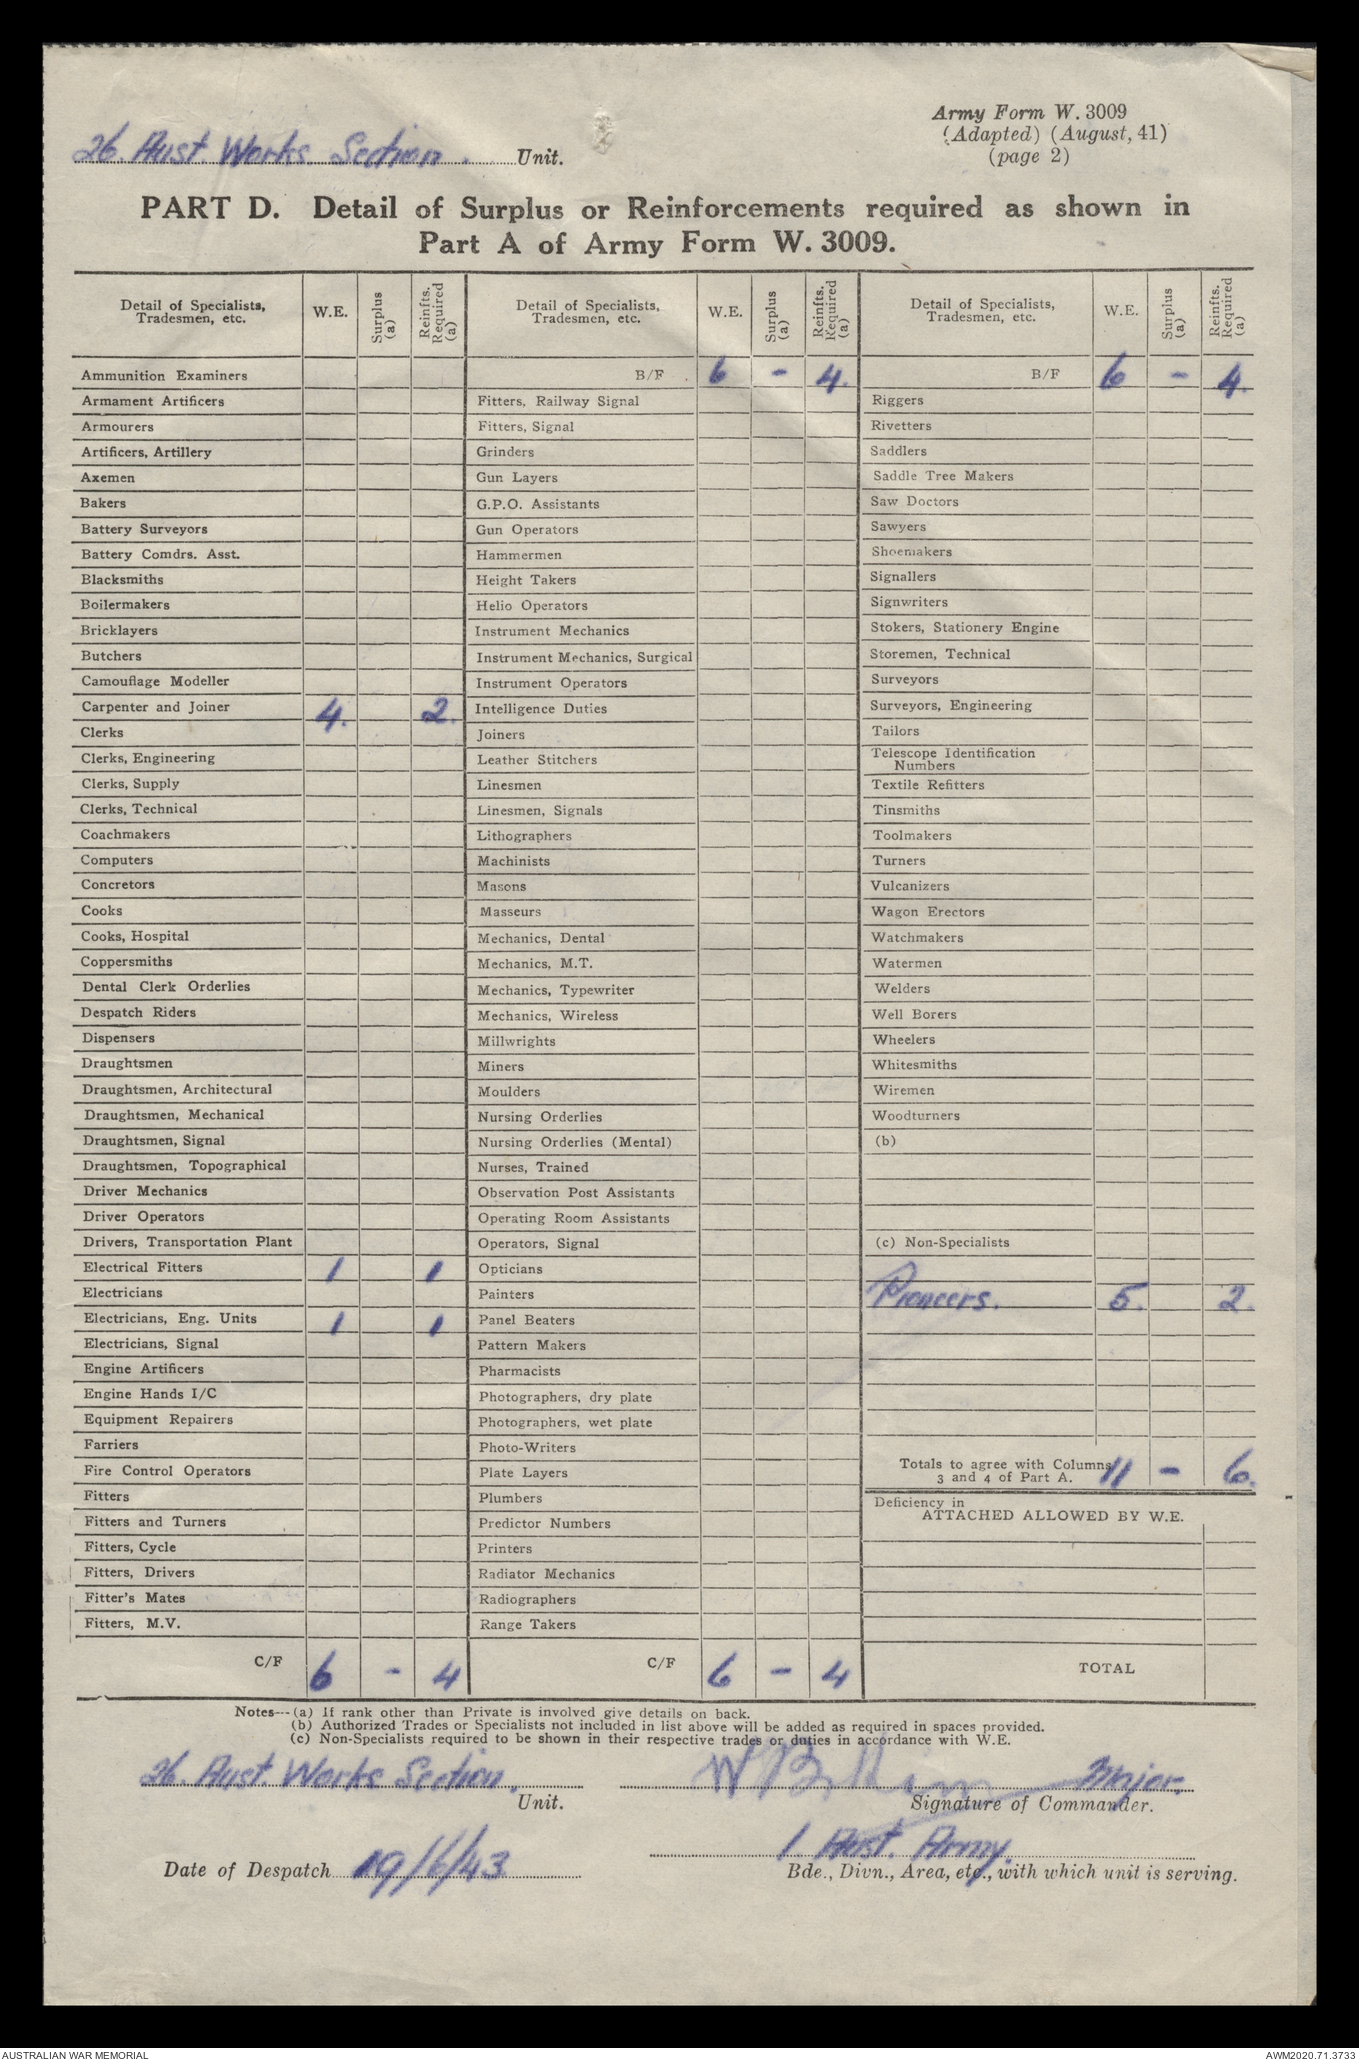 Army Form W. 3009
(Adapted) (August, 41)
(page 2)
26. Aust. Works. Section. Unit.
PART D. Detail of Surplus or Reinforcements required as shown in
Part A of Army Form W. 3009.
Detail of Specialists, Tradesmen, etc. W.E. Surplus (a) Reinfts. Required (a)
Ammunition Examiners
Armament Artificers
Armourers
Artificers, Artillery
Axemen
Bakers
Battery Surveyors
Battery Comdrs. Asst.
Blacksmiths
Boilermakers
Bricklayers
Butchers
Camouflage Modeller
Carpenter and Joiner 4. 2.
Clerks
Clerks, Engineering
Clerks, Supply
Clerks, Technical
Coachmakers
Computers
Concretors
Cooks
Cooks, Hospital
Coppersmiths
Dental Clerk Orderlies
Despatch Riders
Dispensers
Draughtsmen
Draughtsmen, Architectural
Draughtsmen, Mechanical
Draughtsmen, Signal
Draughtsmen, Topographical
Driver Mechanics
Driver Operators
Drivers, Transportation Plant
Electrical Fitters 1 1
Electricians
Electricians, Eng. Units 1 1
Electricians, Signal
Engine Artificers
Engine Hands I/C
Equipment Repairers
Farriers
Fire Control Operators
Fitters
Fitters and Turners
Fitters, Cycle
Fitters, Drivers
Fitter's Mates
Fitters, M.V.
C/F 6 - 4
Detail of Specialists, Tradesmen, etc. W.E. Surplus (a) Reinfts. Required (a)
B/F . 6 - 4.
Fitters, Railway Signal
Fitters, Signal
Grinders
Gun Layers
G.P.O. Assistants
Gun Operators
Hammermen
Height Takers
Helio Operators
Instrument Mechanics
Instrument Mechanics, Surgical
Instrument Operators
Intelligence Duties
Joiners
Leather Stitchers
Linesmen
Linesmen, Signals
Lithographers
Machinists
Masons
Masseurs
Mechanics, Dental
Mechanics, M.T.
Mechanics, Typewriter
Mechanics, Wireless
Millwrights
Miners
Moulders
Nursing Orderlies
Nursing Orderlies (Mental)
Nurses, Trained
Observation Post Assistants
Operating Room Assistants
Operators, Signal
Opticians
Painters
Panel Beaters
Pattern Makers
Pharmacists
Photographers, dry plate
Photographers, wet plate
Photo-Writers
Plate Layers
Plumbers
Predictor Numbers
Printers
Radiator Mechanics
Radiographers
Range Takers
C/F 6 - 4
Detail of Specialists, Tradesmen, etc. W.E. Surplus (a) Reinfts. Required (a)
B/F 6 - 4.
Riggers
Rivetters
Saddlers
Saddle Tree Makers
Saw Doctors
Sawyers
Shoemakers
Signallers
Signwriters
Stokers, Stationery Engine
Storemen, Technical
Surveyors
Surveyors, Engineering
Tailors
Telescope Identification
Numbers
Textile Refitters
Tinsmiths
Toolmakers
Turners
Vulcanizers
Wagon Erectors
Watchmakers
Watermen
Welders
Well Borers
Wheelers
Whitesmiths
Wiremen
Woodturners
(b)
(c) Non-Specialists
Pioneers. 5. 2.
Totals to agree with Columns
3 and 4 of Part A. 11 - 6.
Deficiency in
ATTACHED ALLOWED BY W.E.
TOTAL
Notes--- (a) If rank other than Private is involved give details on back.
(b) Authorized Trades or Specialists not included in list above will be added as required in spaces provided.
(c) Non-Specialists required to be shown in their respective trades or duties in accordance with W.E.
26. Aust. Works Section. Major.
Unit. Signature of Commander.
1. Aust. Army.
Date of Despatch 19/6/43 Bde., Divn., Area, etc., with which unit is serving.
AUSTRALIAN WAR MEMORIAL AWM2020.71.3733